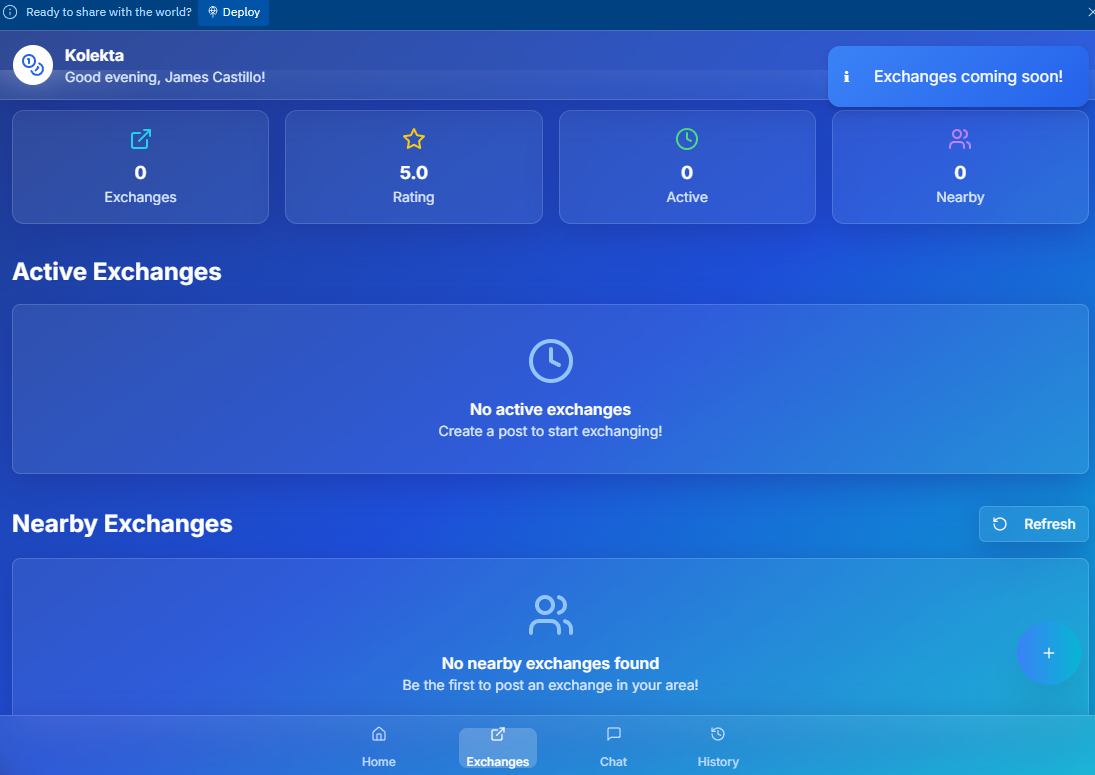 Ready to share with the world?
Deploy
Kolekta
Good evening, James Castillo!
Exchanges coming soon!
0
Exchanges
5.0
Rating
0
Active
0
Nearby
Active Exchanges
No active exchanges
Create a post to start exchanging!
Nearby Exchanges
Refresh
No nearby exchanges found
Be the first to post an exchange in your area!
Home
Exchanges
Chat
History